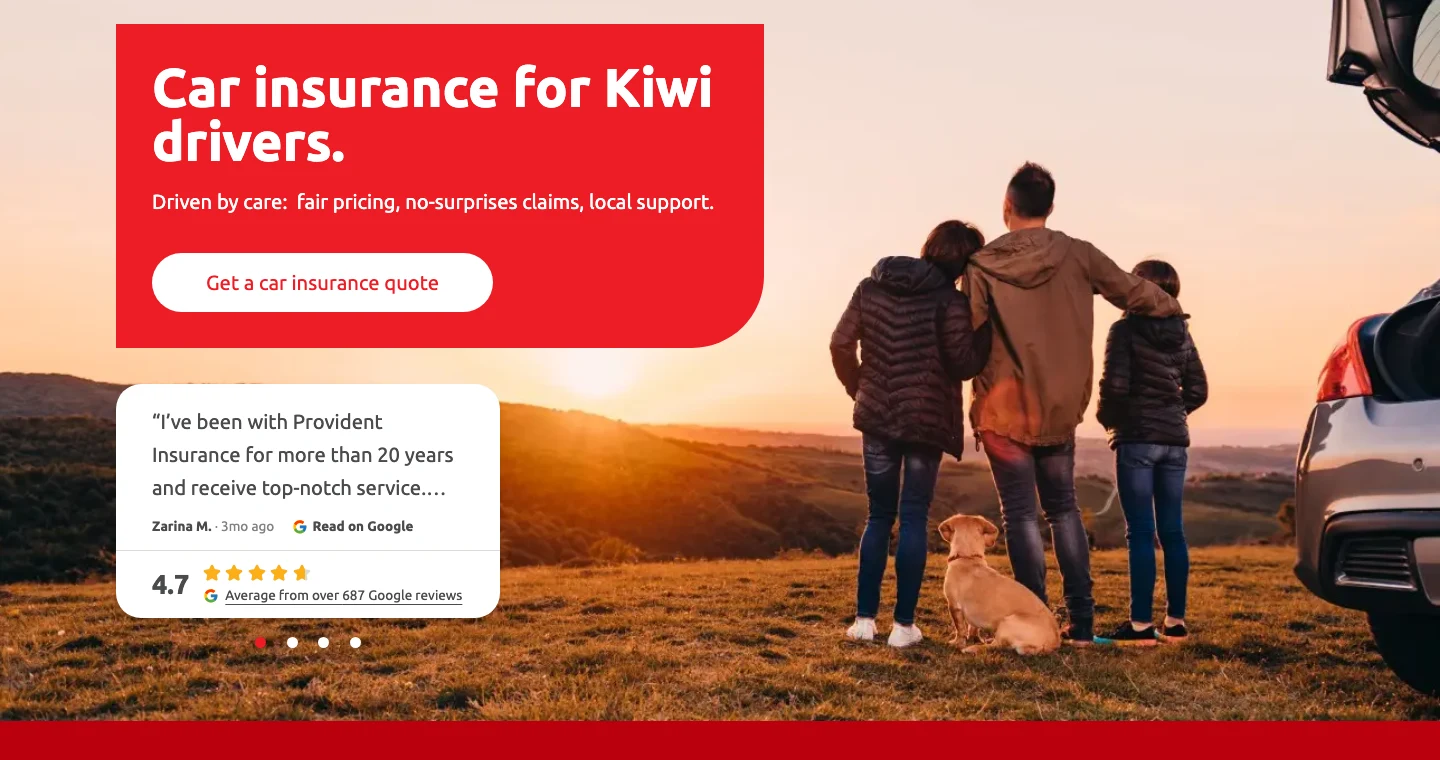 Car insurance for Kiwi
drivers.
Driven by care:  fair pricing, no-surprises claims, local support.
Get a car insurance quote
“I’ve been with Provident
Insurance for more than 20 years
and receive top-notch service.…
Zarina M. · 3mo ago Read on Google
4.7
Average from over 687 Google reviews